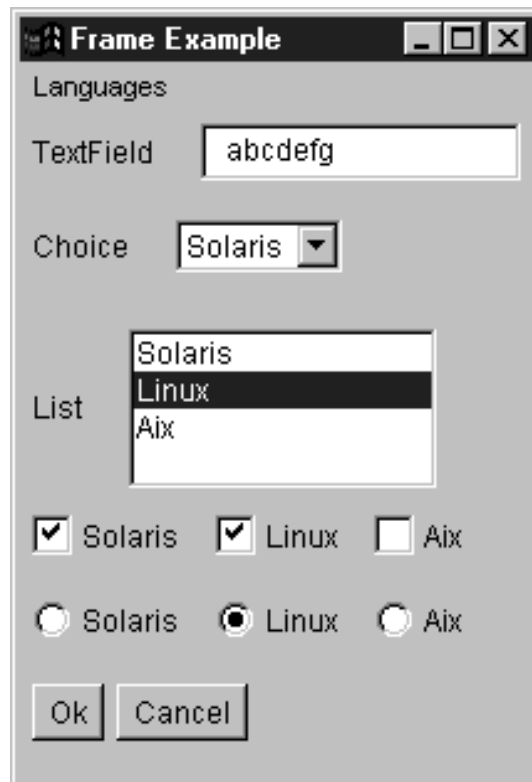 Frame Example
Languages
TextField abcdefg
Choice Solaris
Solaris
Linux
List
Aix
Solaris Linux Aix
Solaris Linux Aix
Ok Cancel